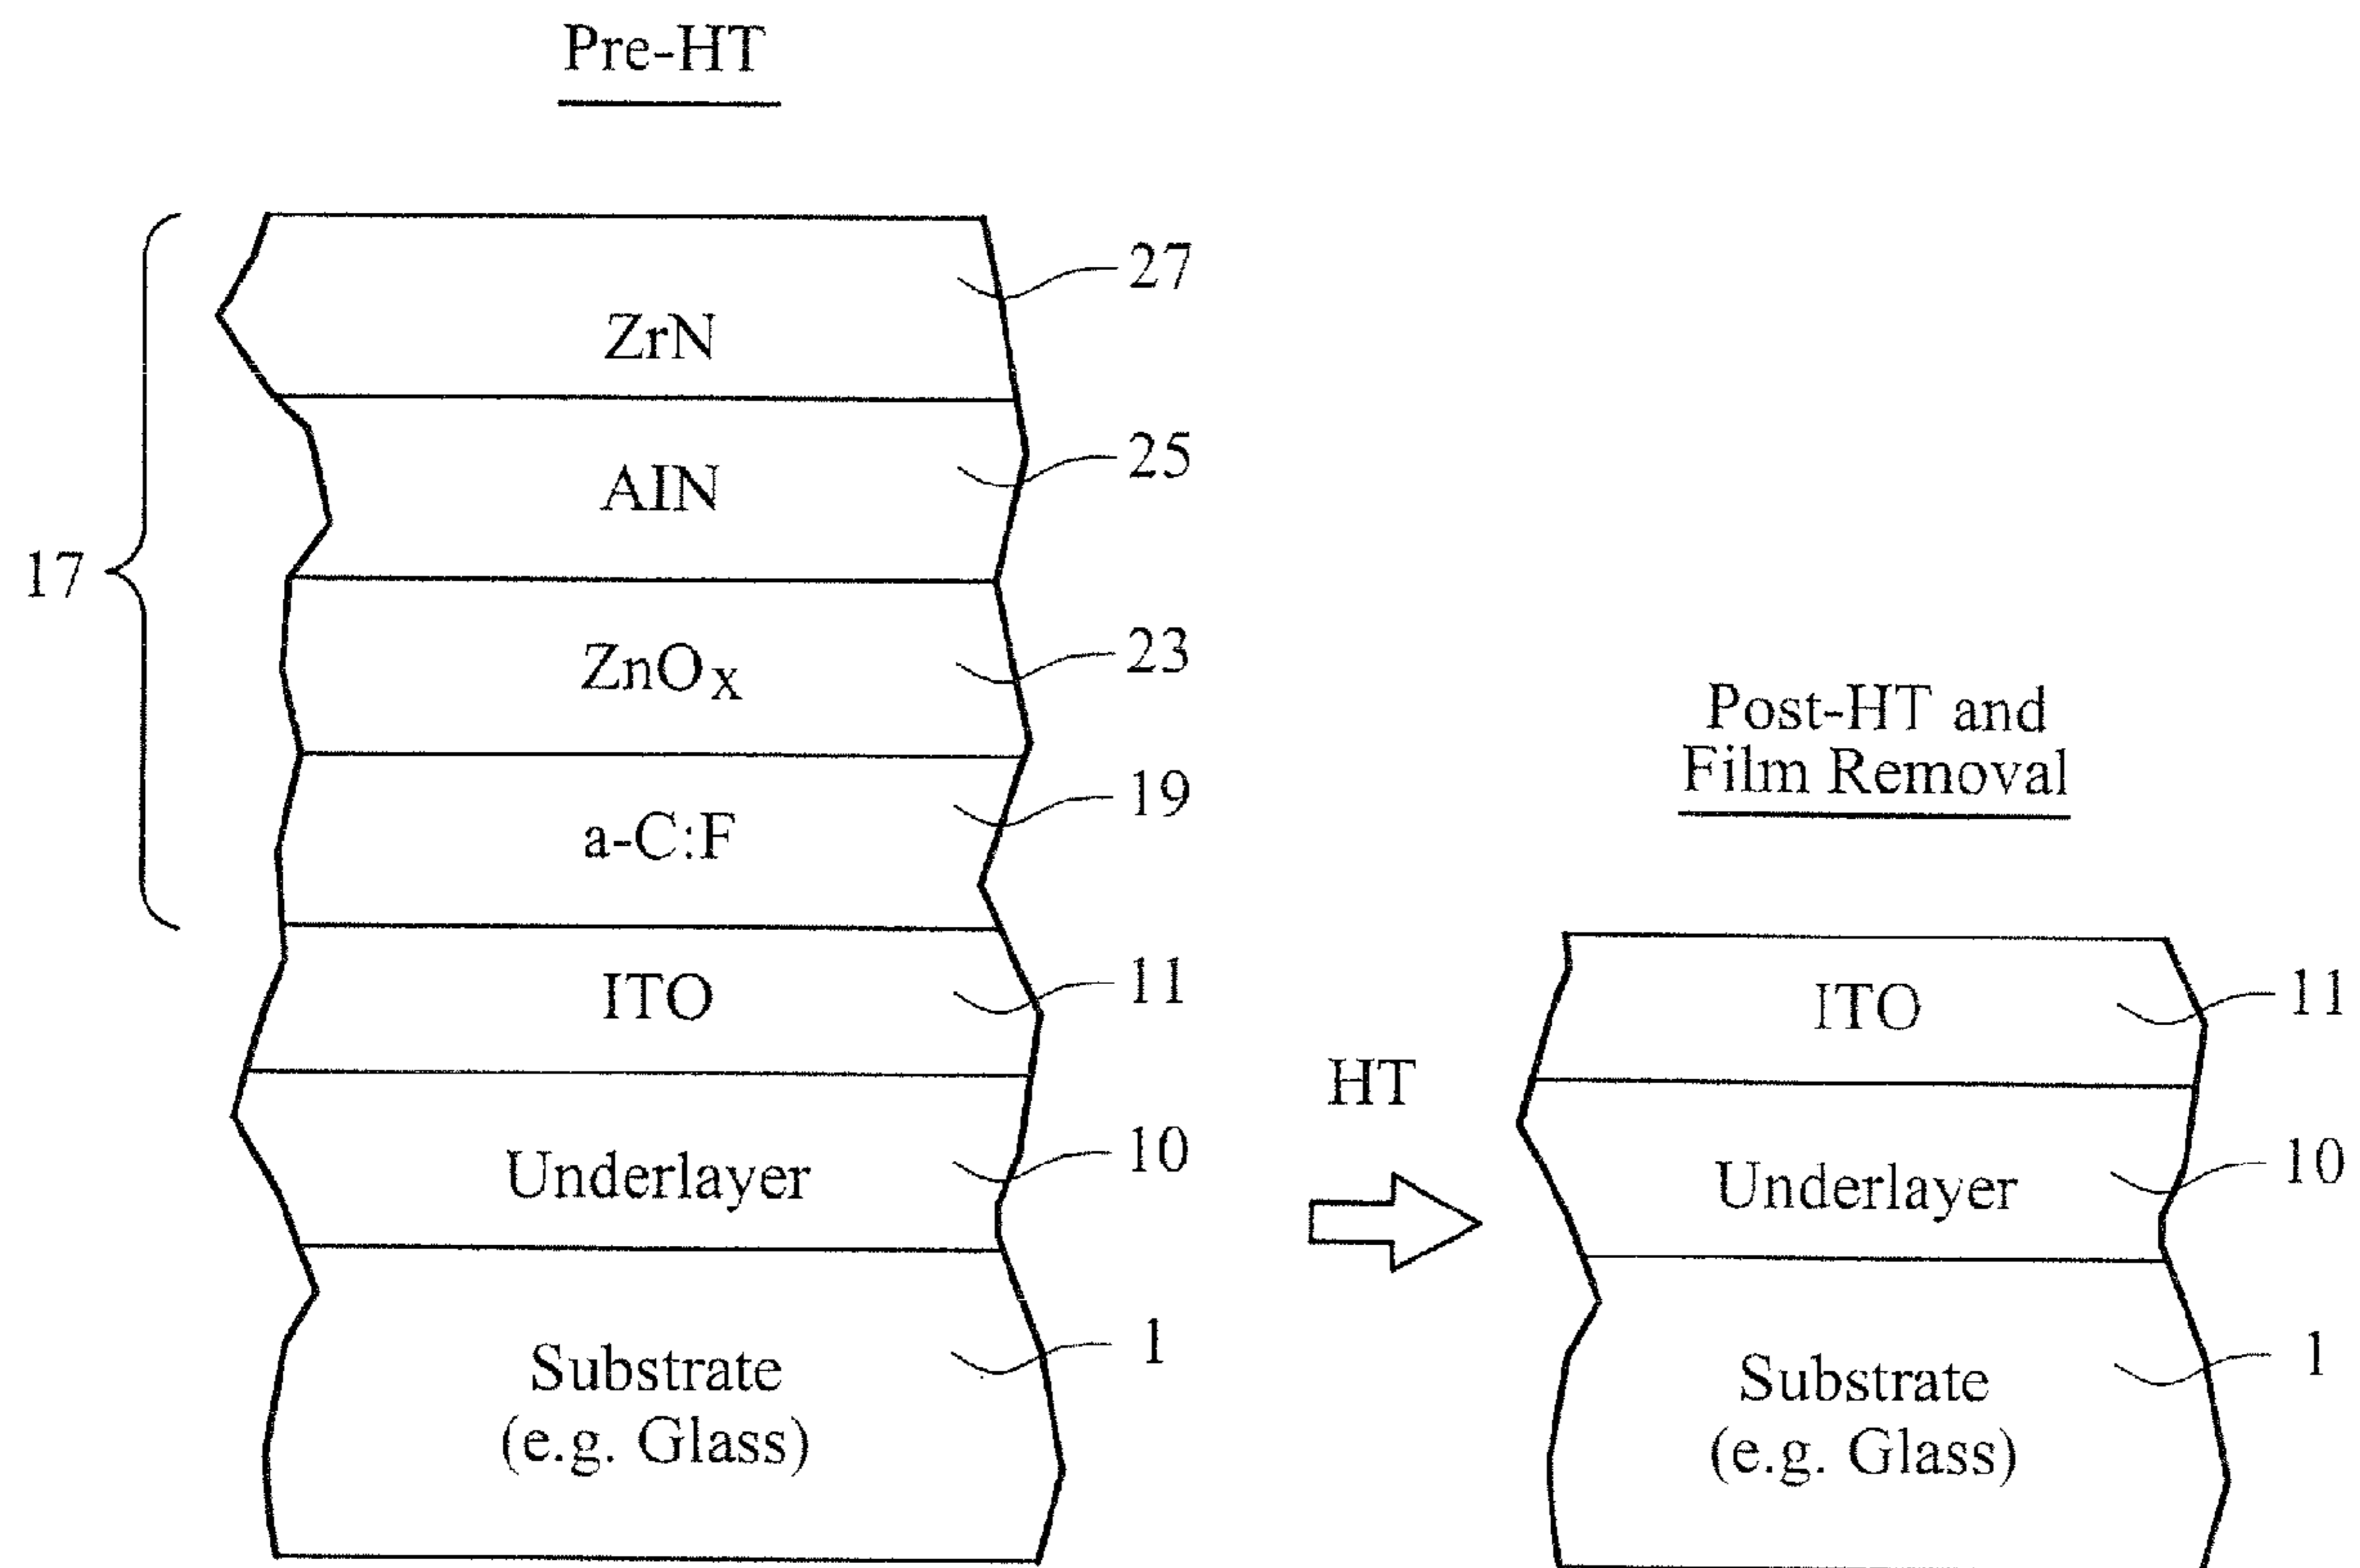 Pre-HT
27
ZrN
25
AlN
17
23
ZnOx
19
a-C:F
11
ITO
10
Underlayer
1
Substrate
(e.g. Glass)
HT
Post-HT and
Film Removal
11
ITO
10
Underlayer
1
Substrate
(e.g. Glass)